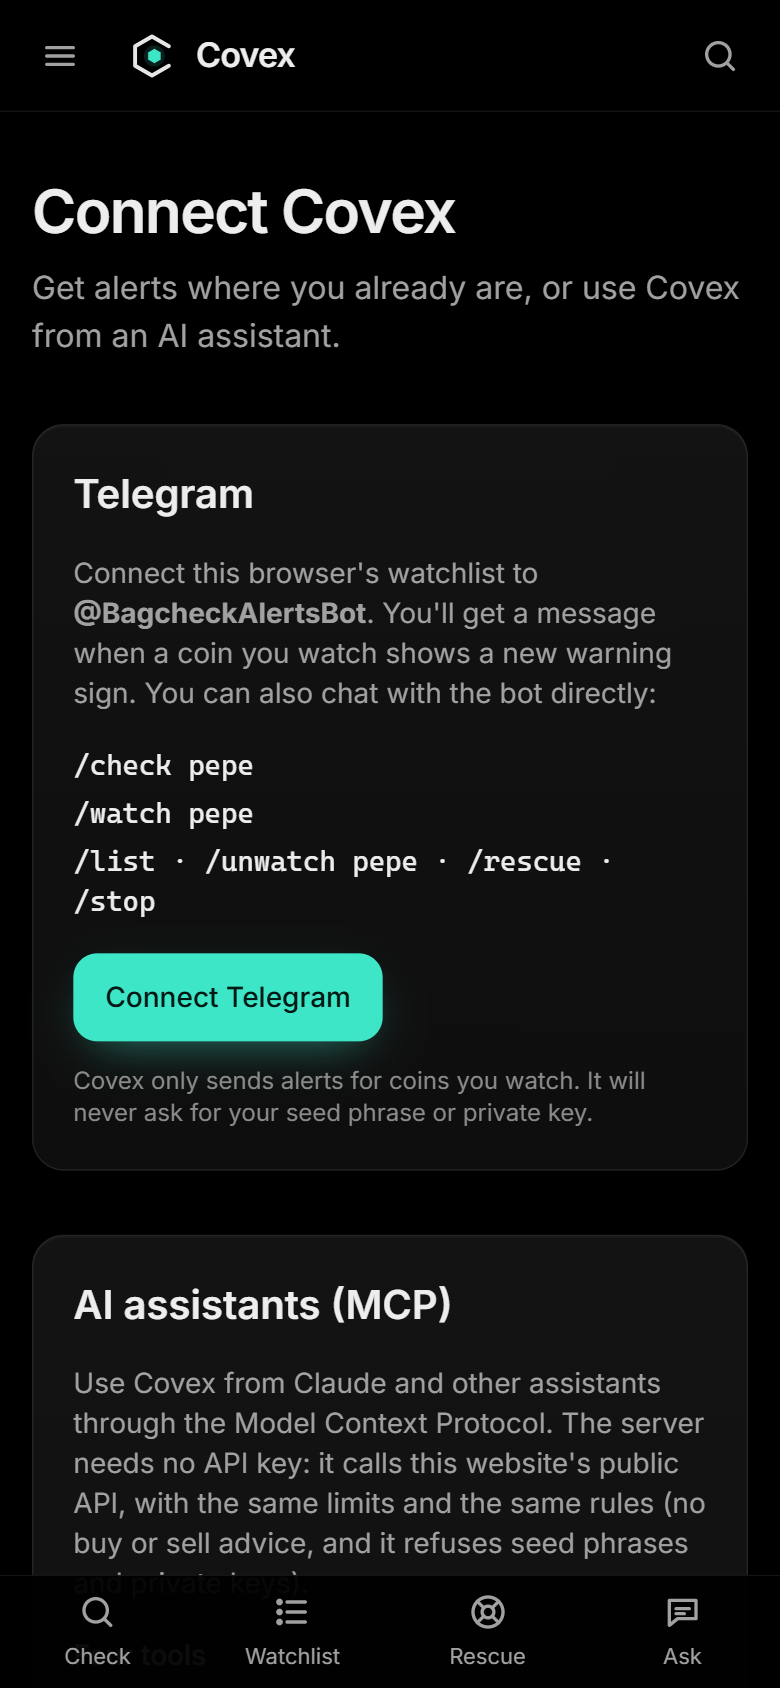 Covex
Connect Covex
Get alerts where you already are, or use Covex
from an AI assistant.
Telegram
Connect this browser's watchlist to
@BagcheckAlertsBot. You'll get a message
when a coin you watch shows a new warning
sign. You can also chat with the bot directly:
/check pepe
/watch pepe
/list · /unwatch pepe · /rescue ·
/stop
Connect Telegram
Covex only sends alerts for coins you watch. It will
never ask for your seed phrase or private key.
AI assistants (MCP)
Use Covex from Claude and other assistants
through the Model Context Protocol. The server
needs no API key: it calls this website's public
API, with the same limits and the same rules (no
buy or sell advice, and it refuses seed phrases
and private keys).
tools
Check
Watchlist
Rescue
Ask